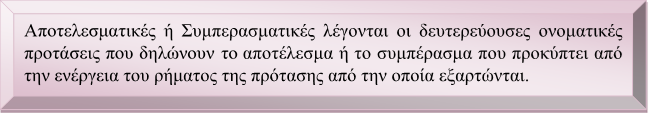 Αποτελεσματικές ή Συμπερασματικές λέγονται οι δευτερεύουσες ονοματικές
προτάσεις που δηλώνουν το αποτέλεσμα ή το συμπέρασμα που προκύπτει από
την ενέργεια του ρήματος της πρότασης από την οποία εξαρτώνται.